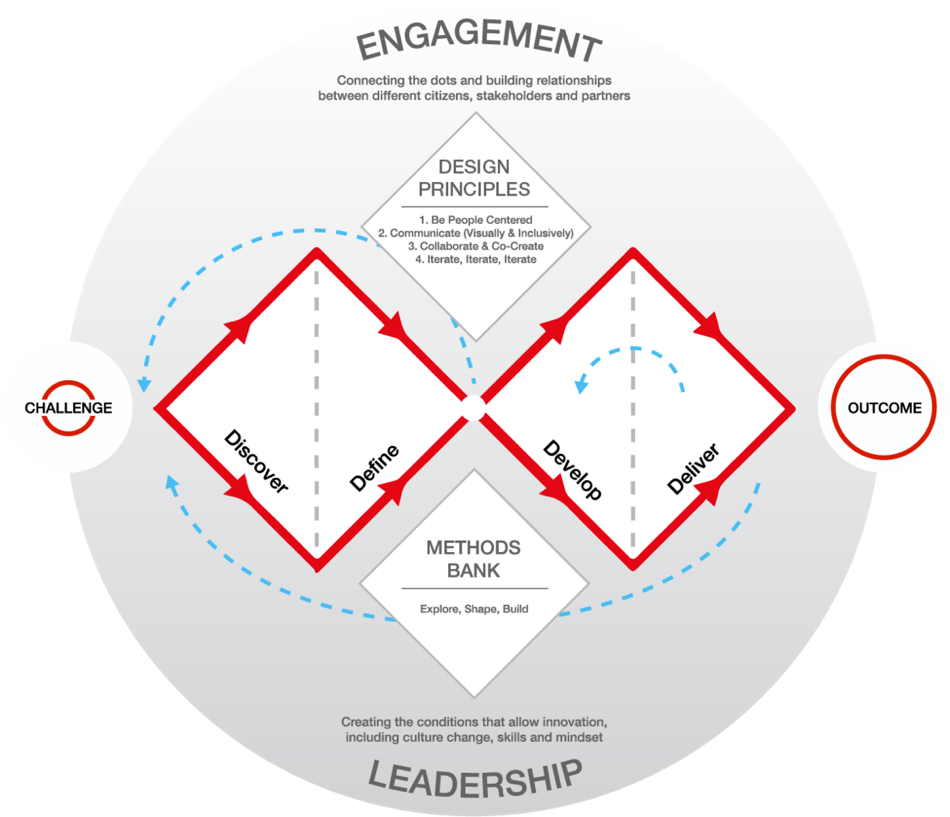 ENGAGEMENT
Connecting the dots and building relationships
between different citizens, stakeholders and partners
DESIGN
PRINCIPLES
1. Be People Centered
2. Communicate (Visually & Inclusively)
3. Collaborate & Co-Create
4. Iterate, Iterate, Iterate
CHALLENGE
OUTCOME
Discover
Define
Develop
Deliver
METHODS
BANK
Explore, Shape, Build
Creating the conditions that allow innovation,
including culture change, skills and mindset
LEADERSHIP